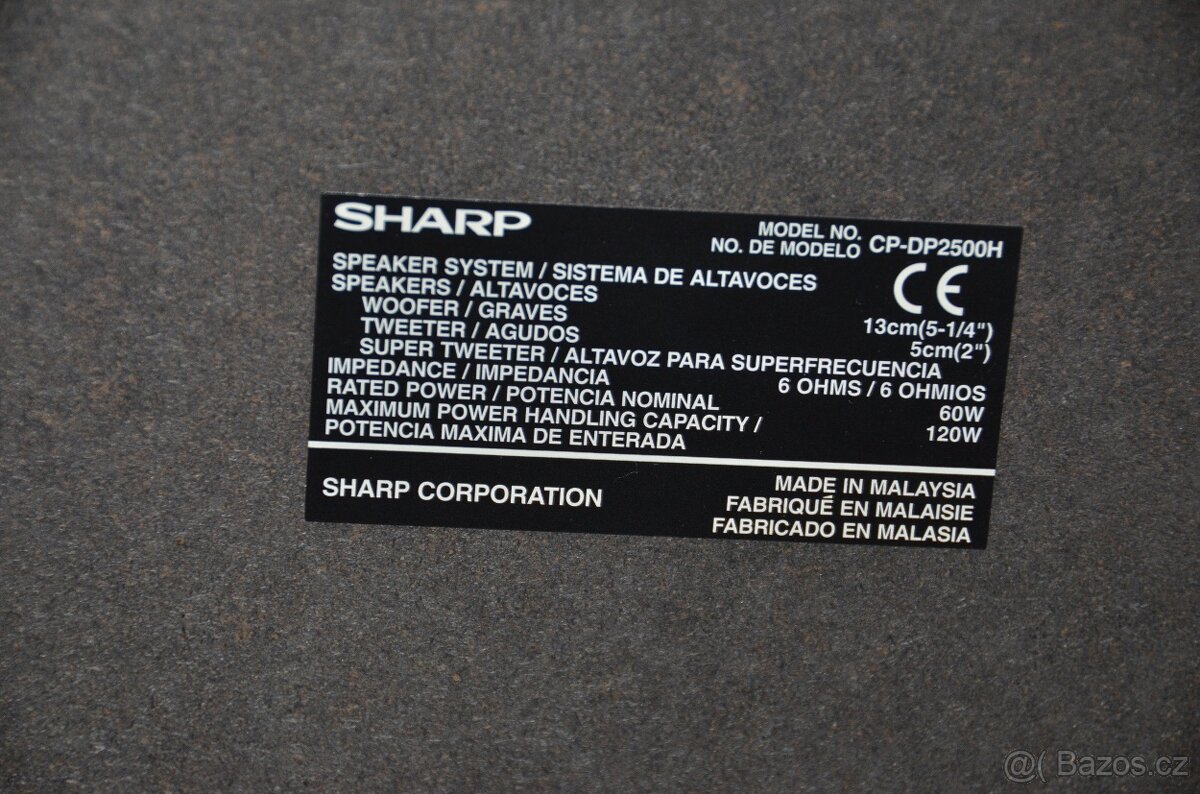 SHARP
MODEL NO.
NO. DE MODELO CP-DP2500H
SPEAKER SYSTEM / SISTEMA DE ALTAVOCES
CE
SPEAKERS / ALTAVOCES
WOOFER / GRAVES 13cm(5-1/4")
TWEETER / AGUDOS 5cm(2")
SUPER TWEETER / ALTAVOZ PARA SUPERFRECUENCIA
IMPEDANCE / IMPEDANCIA 6 OHMS / 6 OHMIOS
RATED POWER / POTENCIA NOMINAL 60W
MAXIMUM POWER HANDLING CAPACITY / 120W
POTENCIA MAXIMA DE ENTERADA
SHARP CORPORATION
MADE IN MALAYSIA
FABRIQUÉ EN MALAISIE
FABRICADO EN MALASIA
@( Bazos.cz